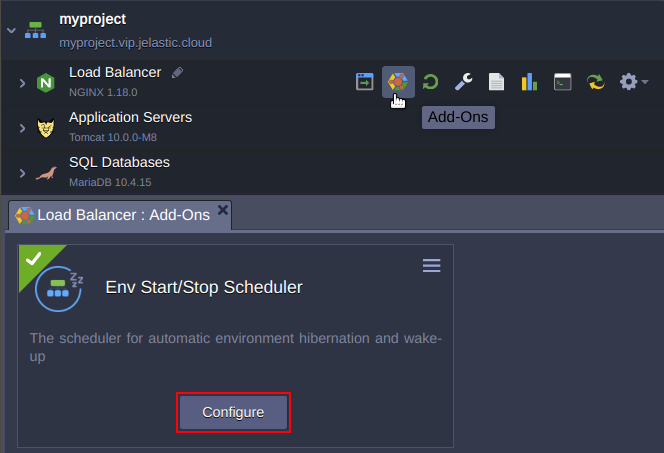 myproject
myproject.vip.jelastic.cloud
Load Balancer
NGINX 1.18.0
Add-Ons
Application Servers
Tomcat 10.0.0-M8
SQL Databases
MariaDB 10.4.15
Load Balancer : Add-Ons
Env Start/Stop Scheduler
The scheduler for automatic environment hibernation and wake-
up
Configure